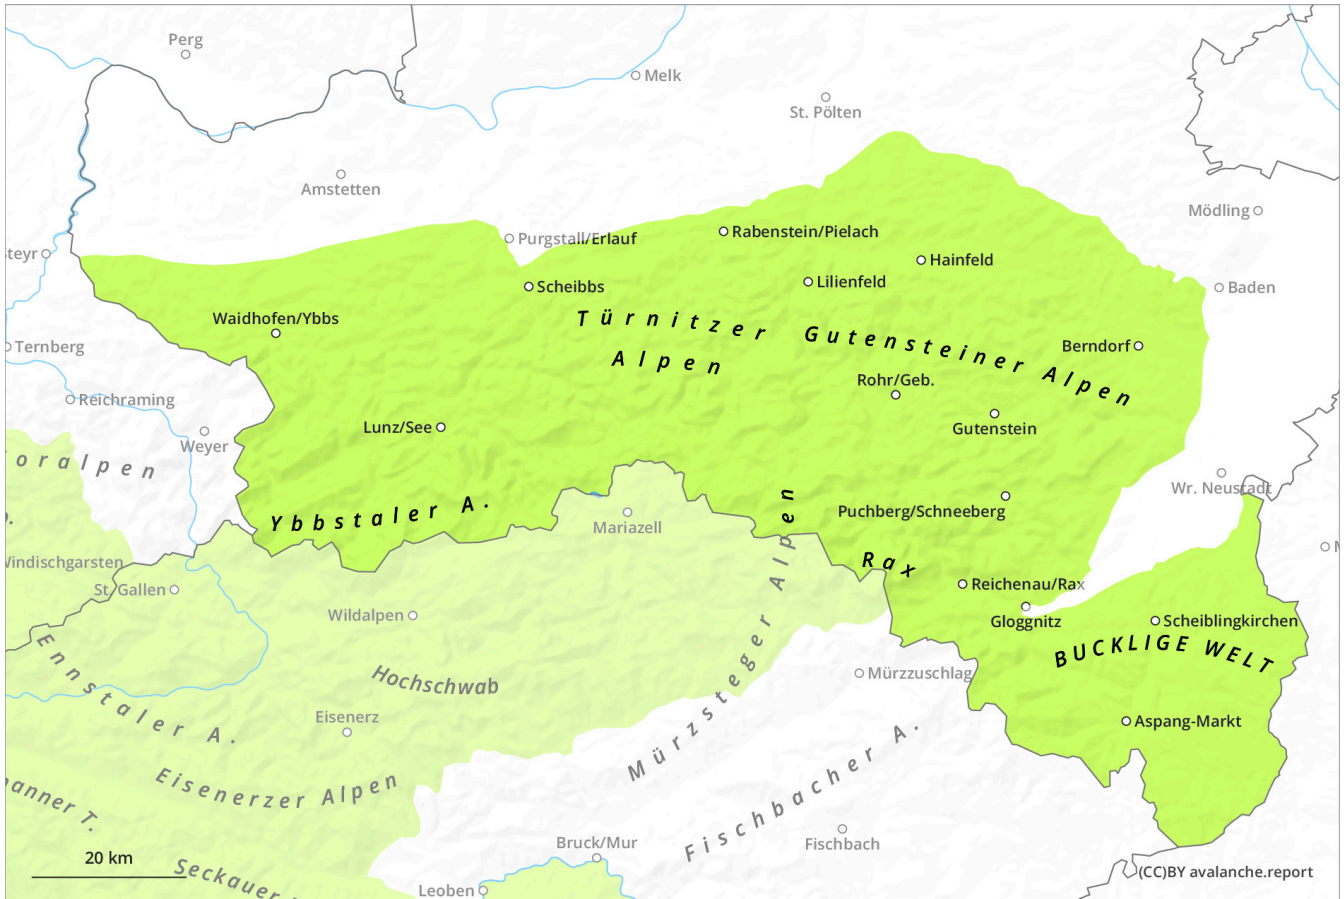 Perg
Melk
St. Pölten
Amstetten
Mödling
Purgstall/Erlauf
Rabenstein/Pielach
teyr
Hainfeld
Lilienfeld
Scheibbs
Baden
Waidhofen/Ybbs
Türnitzer
Alpen
Gutensteiner Alpen
Ternberg
Berndorf
Rohr/Geb.
Reichraming
Lunz/See
Gutenstein
Weyer
oralpen
Wr. Neustadt
Ybbstaler A.
Puchberg/Schneeberg
Mariazell
Windischgarsten
Rax
St. Gallen
Reichenau/Rax
Wildalpen
Gloggnitz
Scheiblingkirchen
BUCKLIGE WELT
Ennstaler A.
Hochschwab
Mürzsteger Alpen
Mürzzuschlag
Eisenerz
Aspang-Markt
Eisenerzer Alpen
Fischbacher A.
anner T.
Fischbach
Bruck/Mur
20 km
Seckauer
Leoben
(CC)BY avalanche.report